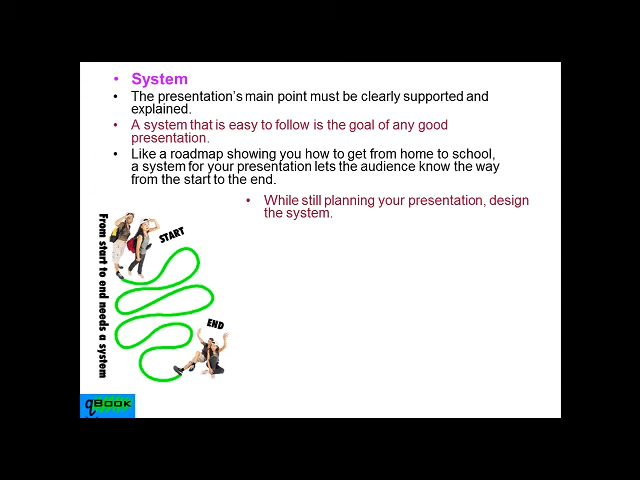 • System
• The presentation's main point must be clearly supported and
explained.
• A system that is easy to follow is the goal of any good
presentation.
• Like a roadmap showing you how to get from home to school,
a system for your presentation lets the audience know the way
from the start to the end.
• While still planning your presentation, design
the system.
From start to end needs a system
START
END
qBOOK